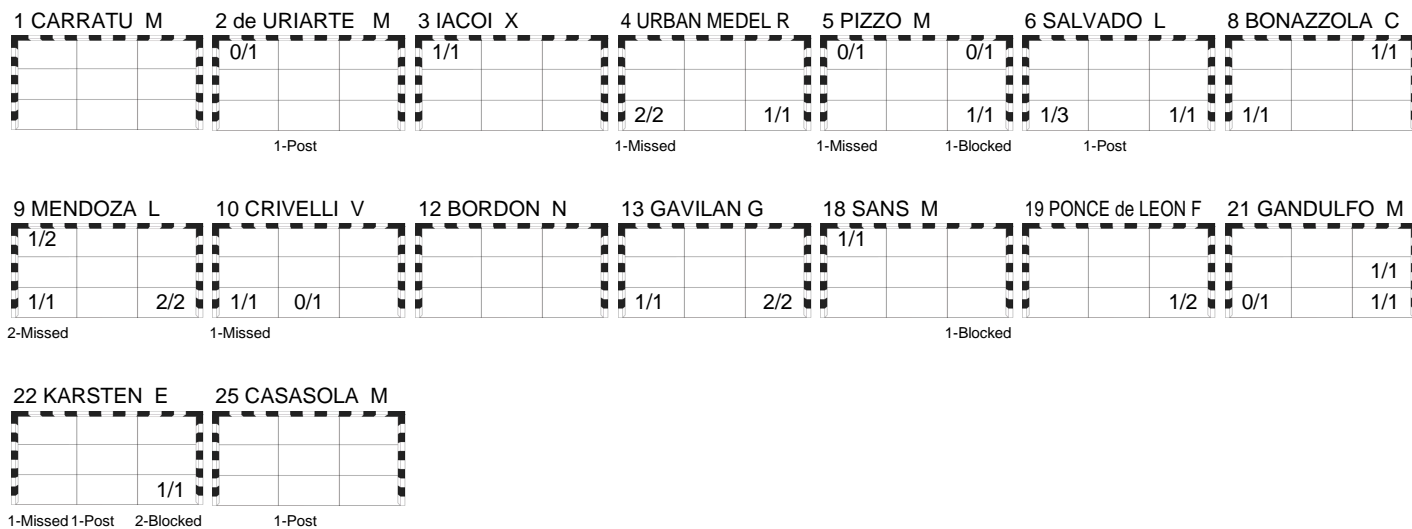 1 CARRATU M 2 de URIARTE M 3 IACOI X 4 URBAN MEDEL R 5 PIZZO M 6 SALVADO L 8 BONAZZOLA C
0/1 1/1 0/1 0/1 1/1
2/2 1/1 1/1 1/3 1/1 1/1
1-Post 1-Missed 1-Missed 1-Blocked 1-Post
9 MENDOZA L 10 CRIVELLI V 12 BORDON N 13 GAVILAN G 18 SANS M 19 PONCE de LEON F 21 GANDULFO M
1/2 1/1
1/1
1/1 2/2 1/1 0/1 1/1 2/2 1/2 0/1 1/1
2-Missed 1-Missed 1-Blocked
22 KARSTEN E 25 CASASOLA M
1/1
1-Missed 1-Post 2-Blocked 1-Post